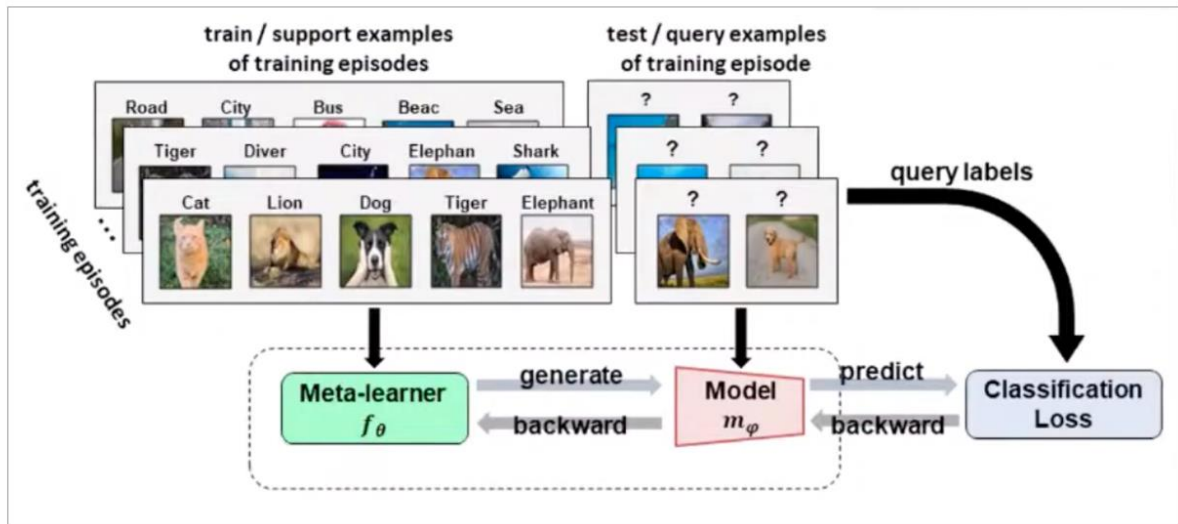 train / support examples
of training episodes
test / query examples
of training episode
Road City Bus Beac Sea
? ?
Tiger Diver City Elephan Shark
? ?
query labels
Cat Lion Dog Tiger Elephant
? ?
...
training episodes
generate
predict
Meta-learner
f_θ
Model
m_φ
Classification
Loss
backward
backward